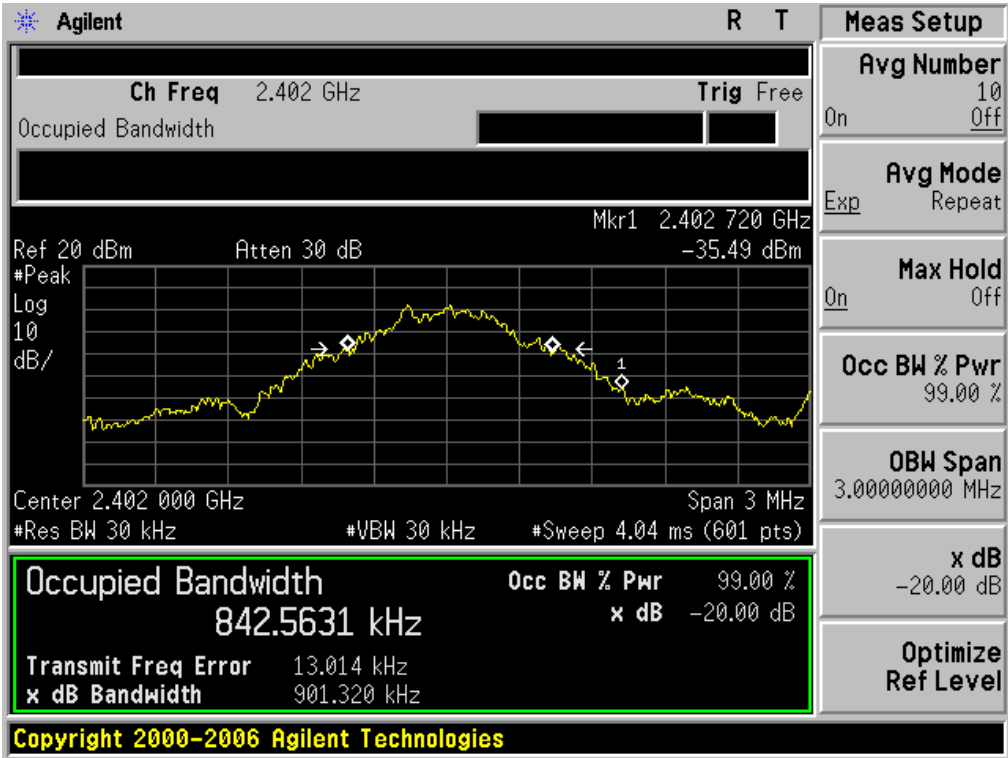 Agilent R T
Meas Setup
Ch Freq 2.402 GHz Trig Free
Occupied Bandwidth
Mkr1 2.402 720 GHz
Ref 20 dBm Atten 30 dB -35.49 dBm
#Peak
Log
10
dB/
1
Center 2.402 000 GHz Span 3 MHz
#Res BW 30 kHz #VBW 30 kHz #Sweep 4.04 ms (601 pts)
Occupied Bandwidth
842.5631 kHz
Occ BW % Pwr 99.00 %
x dB -20.00 dB
Transmit Freq Error 13.014 kHz
x dB Bandwidth 901.320 kHz
Copyright 2000-2006 Agilent Technologies
Avg Number
10
On Off
Avg Mode
Exp Repeat
Max Hold
On Off
Occ BW % Pwr
99.00 %
OBW Span
3.00000000 MHz
x dB
-20.00 dB
Optimize
Ref Level